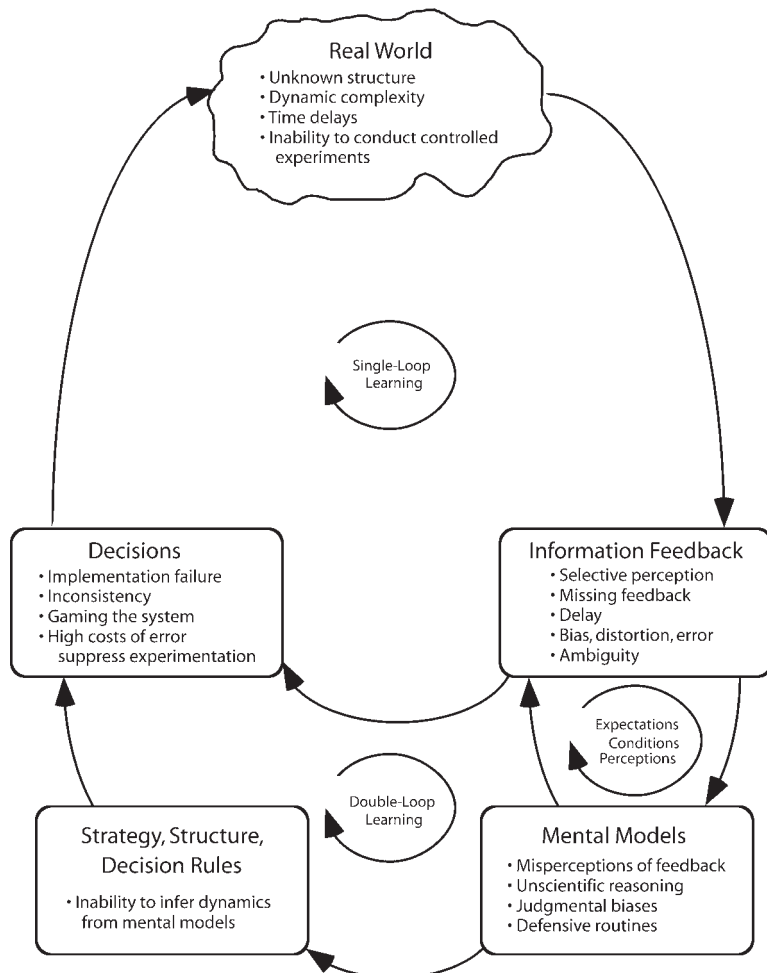 Real World
• Unknown structure
• Dynamic complexity
• Time delays
• Inability to conduct controlled
experiments
Single-Loop
Learning
Decisions
• Implementation failure
• Inconsistency
• Gaming the system
• High costs of error
suppress experimentation
Information Feedback
• Selective perception
• Missing feedback
• Delay
• Bias, distortion, error
• Ambiguity
Expectations
Conditions
Perceptions
Double-Loop
Learning
Strategy, Structure,
Decision Rules
• Inability to infer dynamics
from mental models
Mental Models
• Misperceptions of feedback
• Unscientific reasoning
• Judgmental biases
• Defensive routines